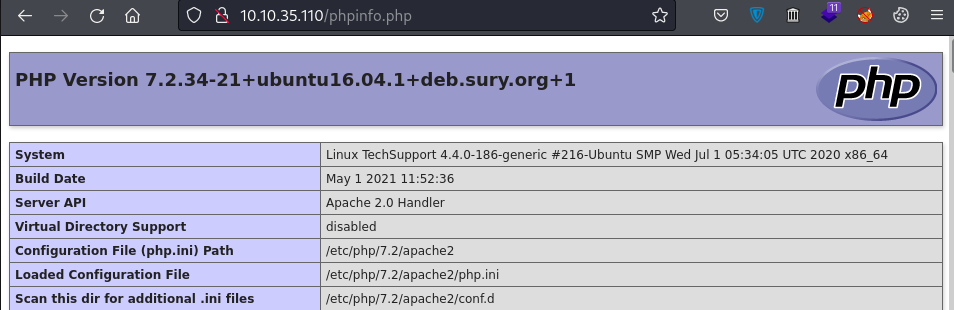 10.10.35.110/phpinfo.php
11
PHP Version 7.2.34-21+ubuntu16.04.1+deb.sury.org+1
php
System Linux TechSupport 4.4.0-186-generic #216-Ubuntu SMP Wed Jul 1 05:34:05 UTC 2020 x86_64
Build Date May 1 2021 11:52:36
Server API Apache 2.0 Handler
Virtual Directory Support disabled
Configuration File (php.ini) Path /etc/php/7.2/apache2
Loaded Configuration File /etc/php/7.2/apache2/php.ini
Scan this dir for additional .ini files /etc/php/7.2/apache2/conf.d